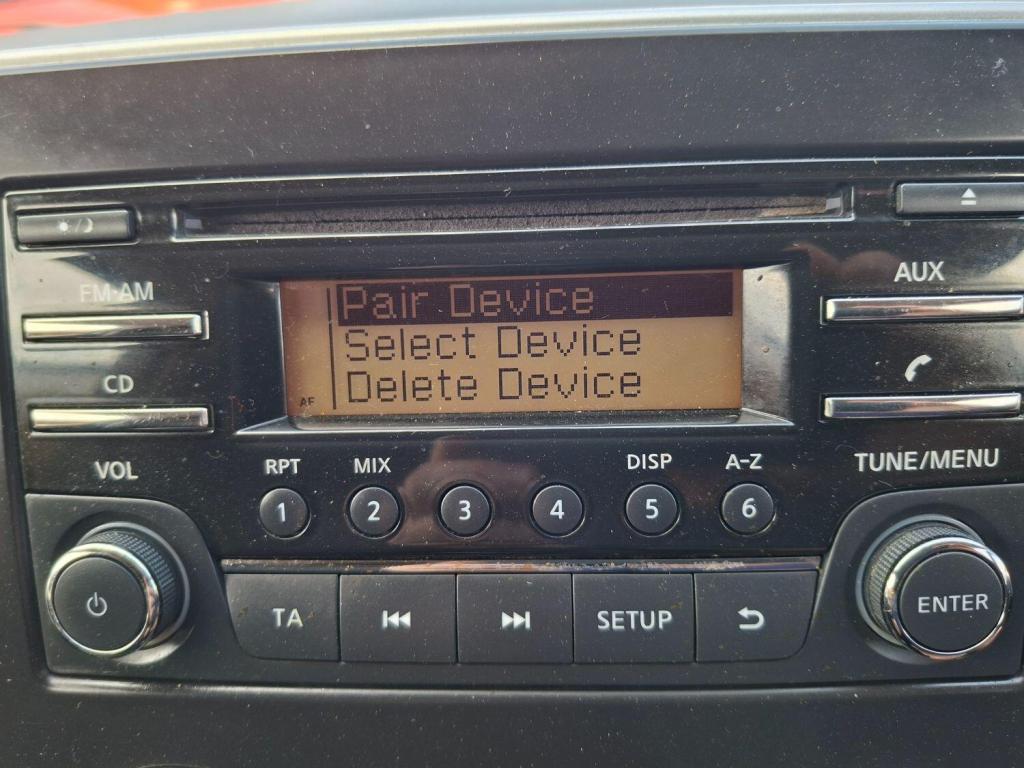 Pair Device
Select Device
Delete Device
AF
FM·AM
CD
AUX
VOL
RPT MIX DISP A-Z
TUNE/MENU
1 2 3 4 5 6
TA SETUP
ENTER